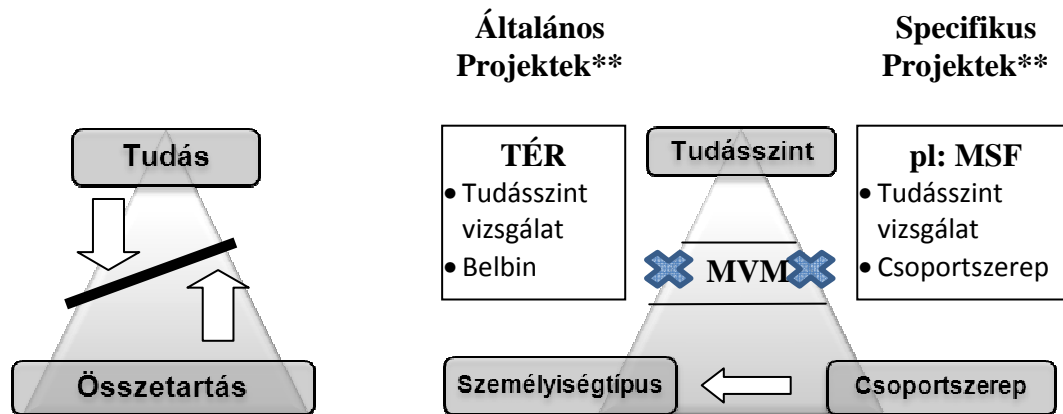 Általános
Projektek**
Specifikus
Projektek**
Tudás
Összetartás
TÉR
• Tudásszint
vizsgálat
• Belbin
Tudásszint
MVM
pl: MSF
• Tudásszint
vizsgálat
• Csoportszerep
Személyiségtípus
Csoportszerep